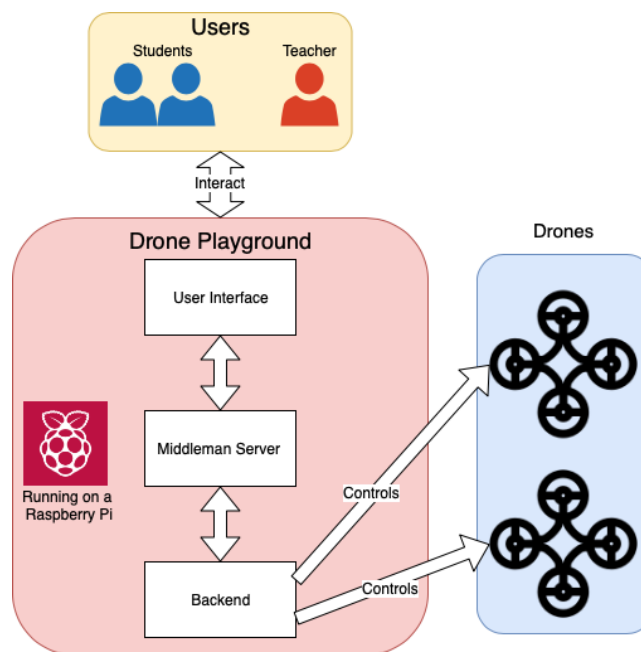 Users
Students
Teacher
Interact
Drone Playground
Drones
User Interface
Middleman Server
Running on a
Raspberry Pi
Controls
Controls
Backend